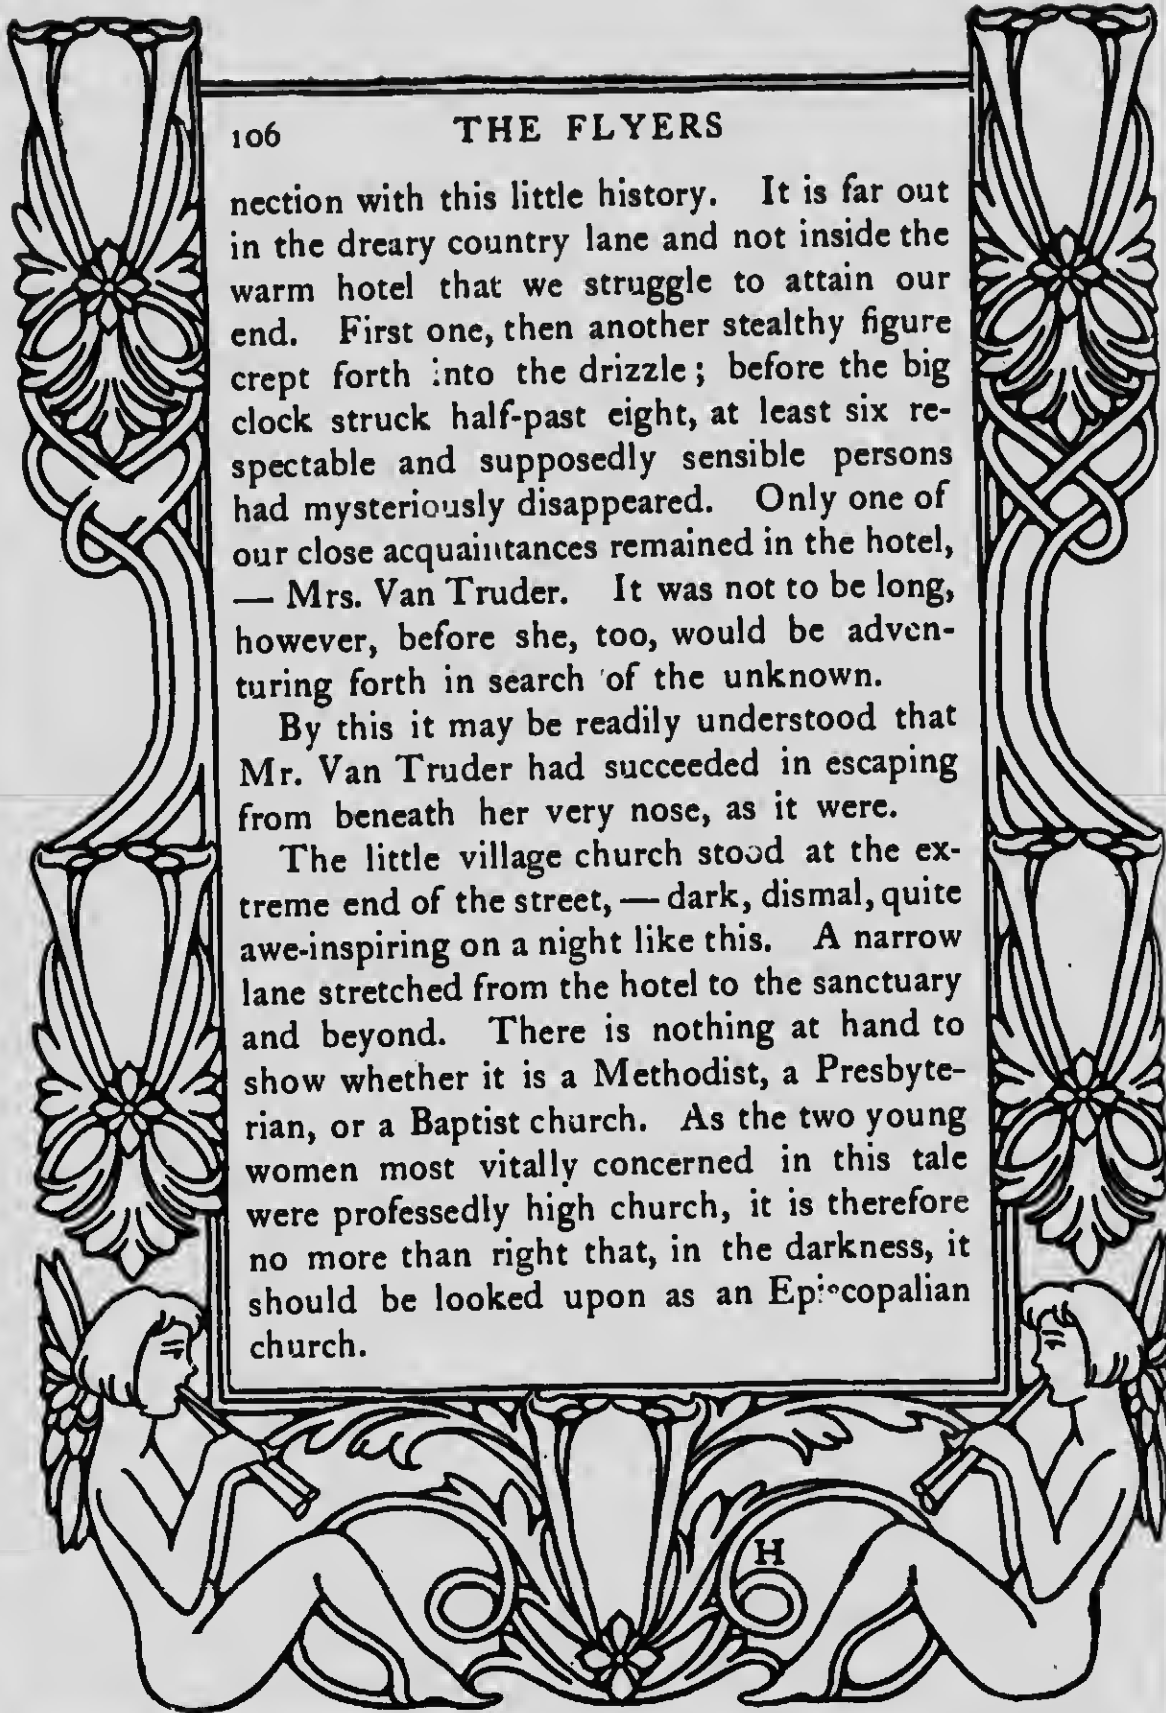 106 THE FLYERS
nection with this little history. It is far out
in the dreary country lane and not inside the
warm hotel that we struggle to attain our
end. First one, then another stealthy figure
crept forth into the drizzle; before the big
clock struck half-past eight, at least six re-
spectable and supposedly sensible persons
had mysteriously disappeared. Only one of
our close acquaintances remained in the hotel,
— Mrs. Van Truder. It was not to be long,
however, before she, too, would be adven-
turing forth in search of the unknown.
By this it may be readily understood that
Mr. Van Truder had succeeded in escaping
from beneath her very nose, as it were.
The little village church stood at the ex-
treme end of the street, — dark, dismal, quite
awe-inspiring on a night like this. A narrow
lane stretched from the hotel to the sanctuary
and beyond. There is nothing at hand to
show whether it is a Methodist, a Presbyte-
rian, or a Baptist church. As the two young
women most vitally concerned in this tale
were professedly high church, it is therefore
no more than right that, in the darkness, it
should be looked upon as an Episcopalian
church.
H